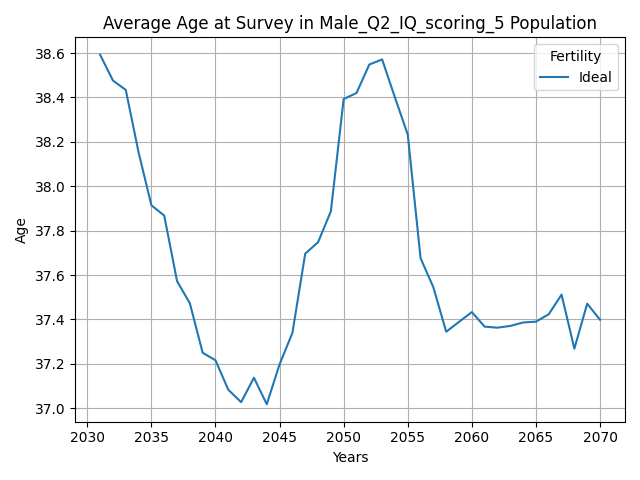 Average Age at Survey in Male_Q2_IQ_scoring_5 Population
Fertility
Ideal
Age
38.6
38.4
38.2
38.0
37.8
37.6
37.4
37.2
37.0
2030 2035 2040 2045 2050 2055 2060 2065 2070
Years